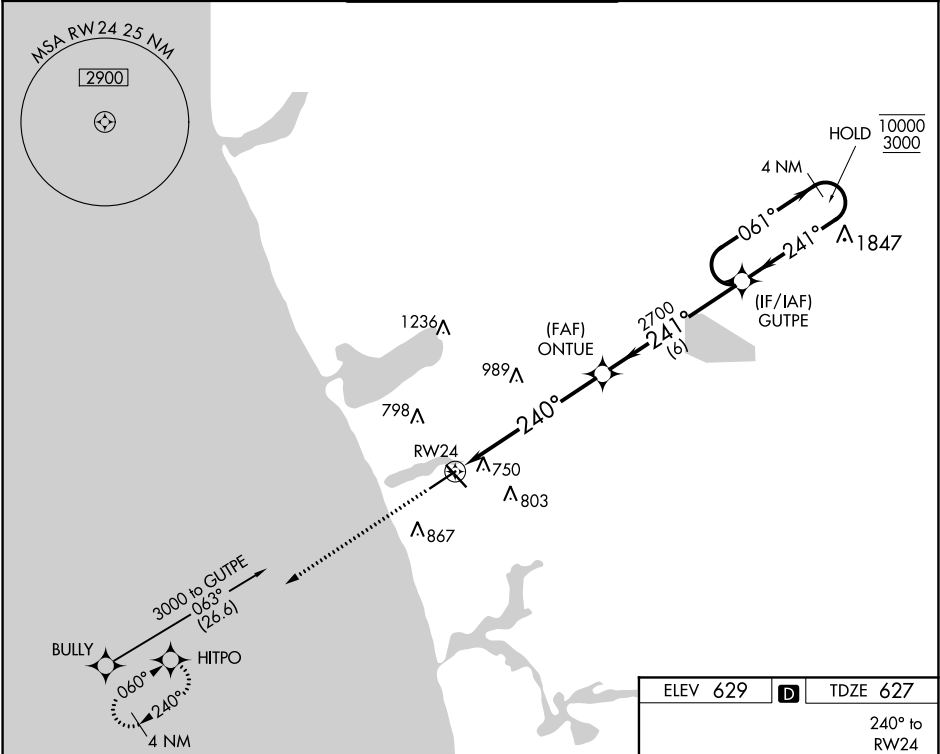 MSA RW24 25 NM
2900
HOLD
10000
3000
4 NM
061°
241°
1847
(IF/IAF)
GUTPE
2700
241°
(6)
(FAF)
ONTUE
1236
989
798
240°
RW24
750
803
867
3000 to GUTPE
063°
(26.6)
BULLY
HITPO
060°
240°
4 NM
ELEV 629
D
TDZE 627
240° to
RW24